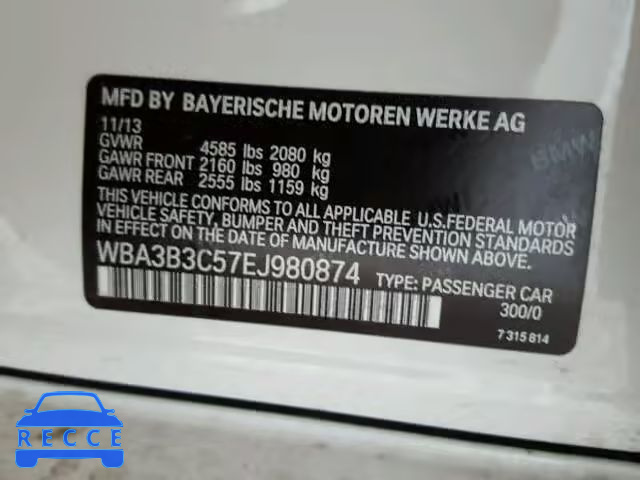 MFD BY BAYERISCHE MOTOREN WERKE AG
11/13
GVWR 4585 lbs 2080 kg
GAWR FRONT 2160 lbs 980 kg
GAWR REAR 2555 lbs 1159 kg
THIS VEHICLE CONFORMS TO ALL APPLICABLE U.S.FEDERAL MOTOR
VEHICLE SAFETY, BUMPER AND THEFT PREVENTION STANDARDS
IN EFFECT ON THE DATE OF MANUFACTURE SHOWN ABOVE.
WBA3B3C57EJ980874 TYPE: PASSENGER CAR
300/0
7 315 814
BMW
RECCE